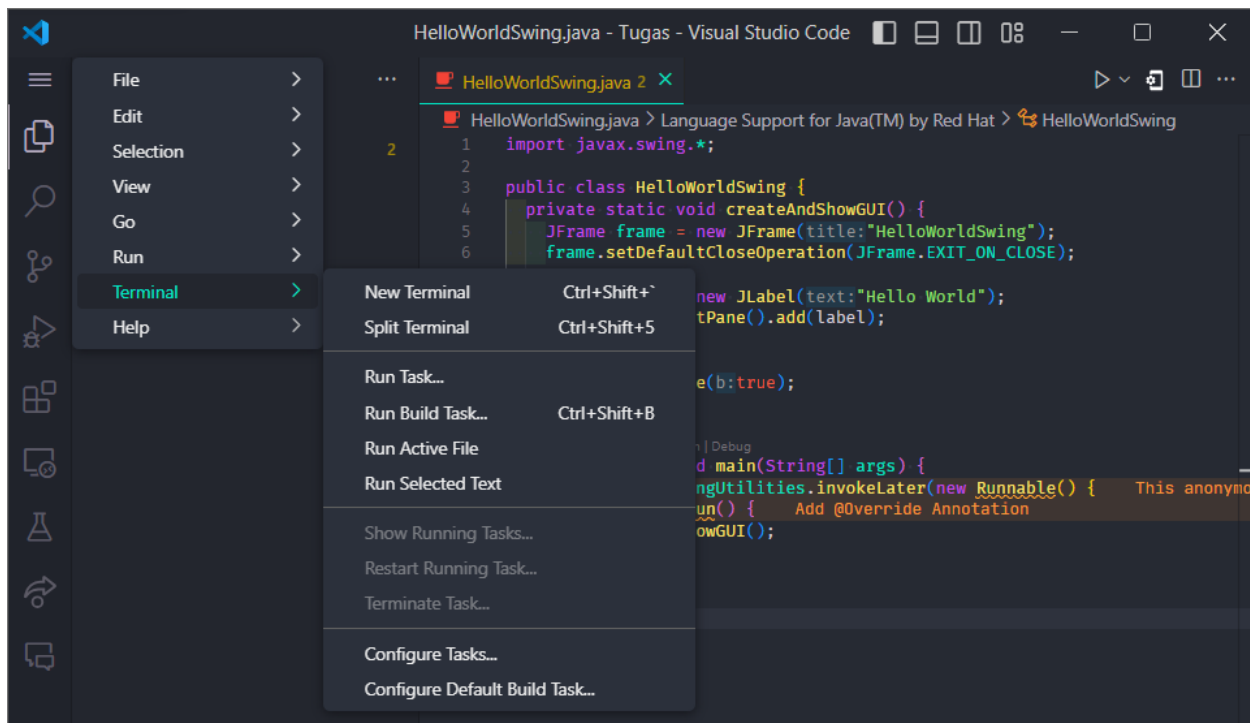 HelloWorldSwing.java - Tugas - Visual Studio Code
File
Edit
Selection
View
Go
Run
Terminal
Help
New Terminal Ctrl+Shift+`
Split Terminal Ctrl+Shift+5
Run Task...
Run Build Task... Ctrl+Shift+B
Run Active File
Run Selected Text
Show Running Tasks...
Restart Running Task...
Terminate Task...
Configure Tasks...
Configure Default Build Task...
2
HelloWorldSwing.java 2
HelloWorldSwing.java > Language Support for Java(TM) by Red Hat > HelloWorldSwing
1 import javax.swing.*;
2
3 public class HelloWorldSwing {
4 private static void createAndShowGUI() {
5 JFrame frame = new JFrame(title:"HelloWorldSwing");
6 frame.setDefaultCloseOperation(JFrame.EXIT_ON_CLOSE);
new JLabel(text:"Hello World");
tPane().add(label);
e(b:true);
| Debug
d main(String[] args) {
ngUtilities.invokeLater(new Runnable() { This anonymo
un() { Add @Override Annotation
owGUI();